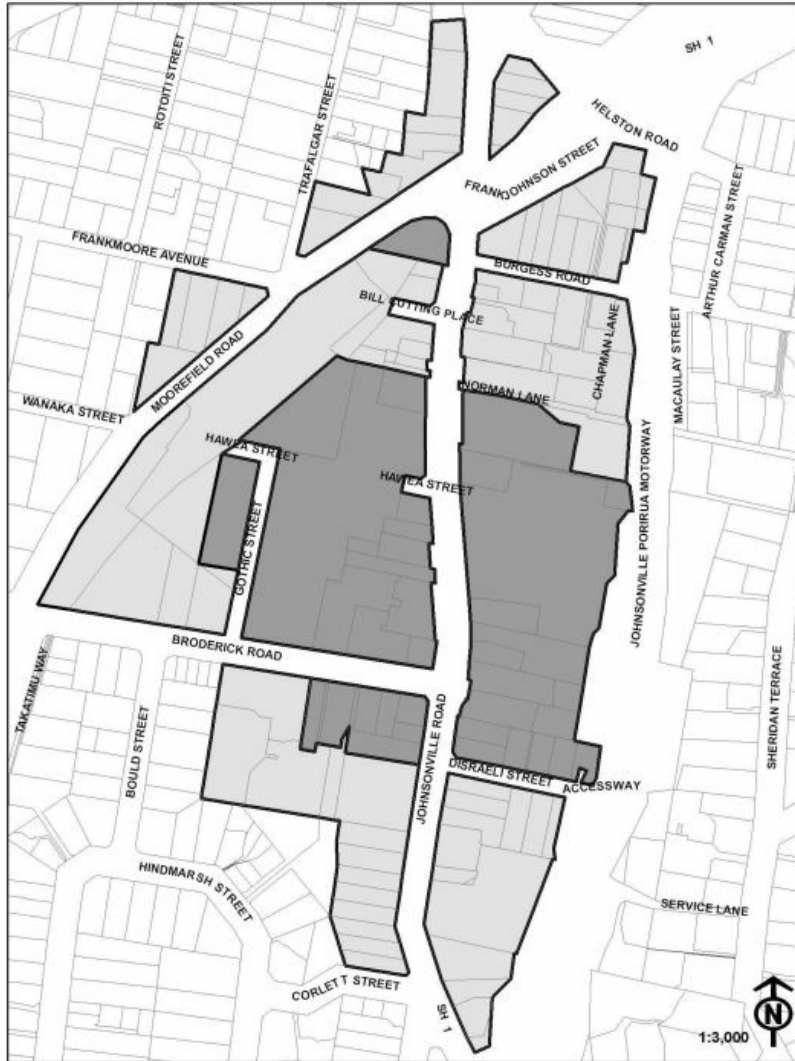 SH 1
ROTOITI STREET
TRAFALGAR STREET
HELSTON ROAD
FRANKJOHNSON STREET
ARTHUR CARMAN STREET
FRANKMOORE AVENUE
BURGESS ROAD
BILL CUTTING PLACE
CHAPMAN LANE
MACAULAY STREET
MOOREFIELD ROAD
NORMAN LANE
WANAKA STREET
HAWEA STREET
HAWEA STREET
GOTHIC STREET
JOHNSONVILLE PORIRUA MOTORWAY
BRODERICK ROAD
TAKATIMU WAY
BOULD STREET
JOHNSONVILLE ROAD
SHERIDAN TERRACE
DISRAELI STREET
ACCESSWAY
HINDMARSH STREET
SERVICE LANE
CORLETT STREET
SH 1
N
1:3,000